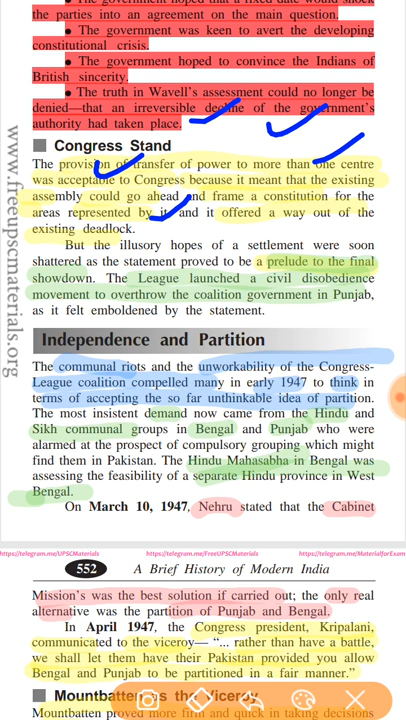 • The government hoped that a fixed date would shock
the parties into an agreement on the main question.
• The government was keen to avert the developing
constitutional crisis.
• The government hoped to convince the Indians of
British sincerity.
• The truth in Wavell's assessment could no longer be
denied—that an irreversible decline of the government's
authority had taken place.
Congress Stand
The provision of transfer of power to more than one centre
was acceptable to Congress because it meant that the existing
assembly could go ahead and frame a constitution for the
areas represented by it, and it offered a way out of the
existing deadlock.
But the illusory hopes of a settlement were soon
shattered as the statement proved to be a prelude to the final
showdown. The League launched a civil disobedience
movement to overthrow the coalition government in Punjab,
as it felt emboldened by the statement.
Independence and Partition
The communal riots and the unworkability of the Congress-
League coalition compelled many in early 1947 to think in
terms of accepting the so far unthinkable idea of partition.
The most insistent demand now came from the Hindu and
Sikh communal groups in Bengal and Punjab who were
alarmed at the prospect of compulsory grouping which might
find them in Pakistan. The Hindu Mahasabha in Bengal was
assessing the feasibility of a separate Hindu province in West
Bengal.
On March 10, 1947, Nehru stated that the Cabinet
www.freeupscmaterials.org
https://telegram.me/UPSCMaterials https://telegram.me/FreeUPSCMaterials https://telegram.me/MaterialforExam
552 A Brief History of Modern India
Mission's was the best solution if carried out; the only real
alternative was the partition of Punjab and Bengal.
In April 1947, the Congress president, Kripalani,
communicated to the viceroy— "... rather than have a battle,
we shall let them have their Pakistan provided you allow
Bengal and Punjab to be partitioned in a fair manner."
Mountbatten as the Viceroy
Mountbatten proved more firm and quick in taking decisions